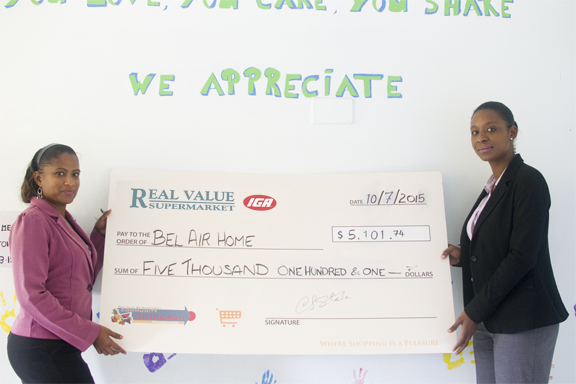 YOU LOVE, YOU CARE, YOU SHARE
WE APPRECIATE
REAL VALUE IGA
SUPERMARKET
DATE 10/7/2015
PAY TO THE
ORDER OF BEL AIR HOME $ 5,101.74
SUM OF FIVE THOUSAND ONE HUNDRED & ONE — DOLLARS
SIGNATURE
WHERE SHOPPING IS A PLEASURE